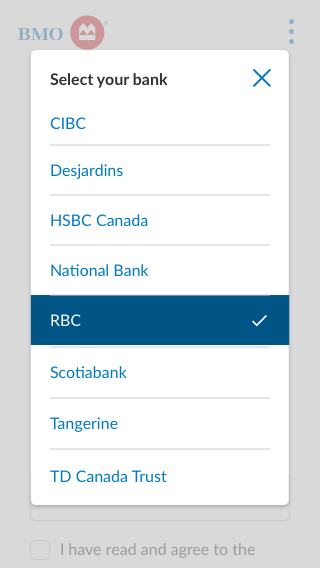 BMO
Select your bank
CIBC
Desjardins
HSBC Canada
National Bank
RBC
Scotiabank
Tangerine
TD Canada Trust
I have read and agree to the